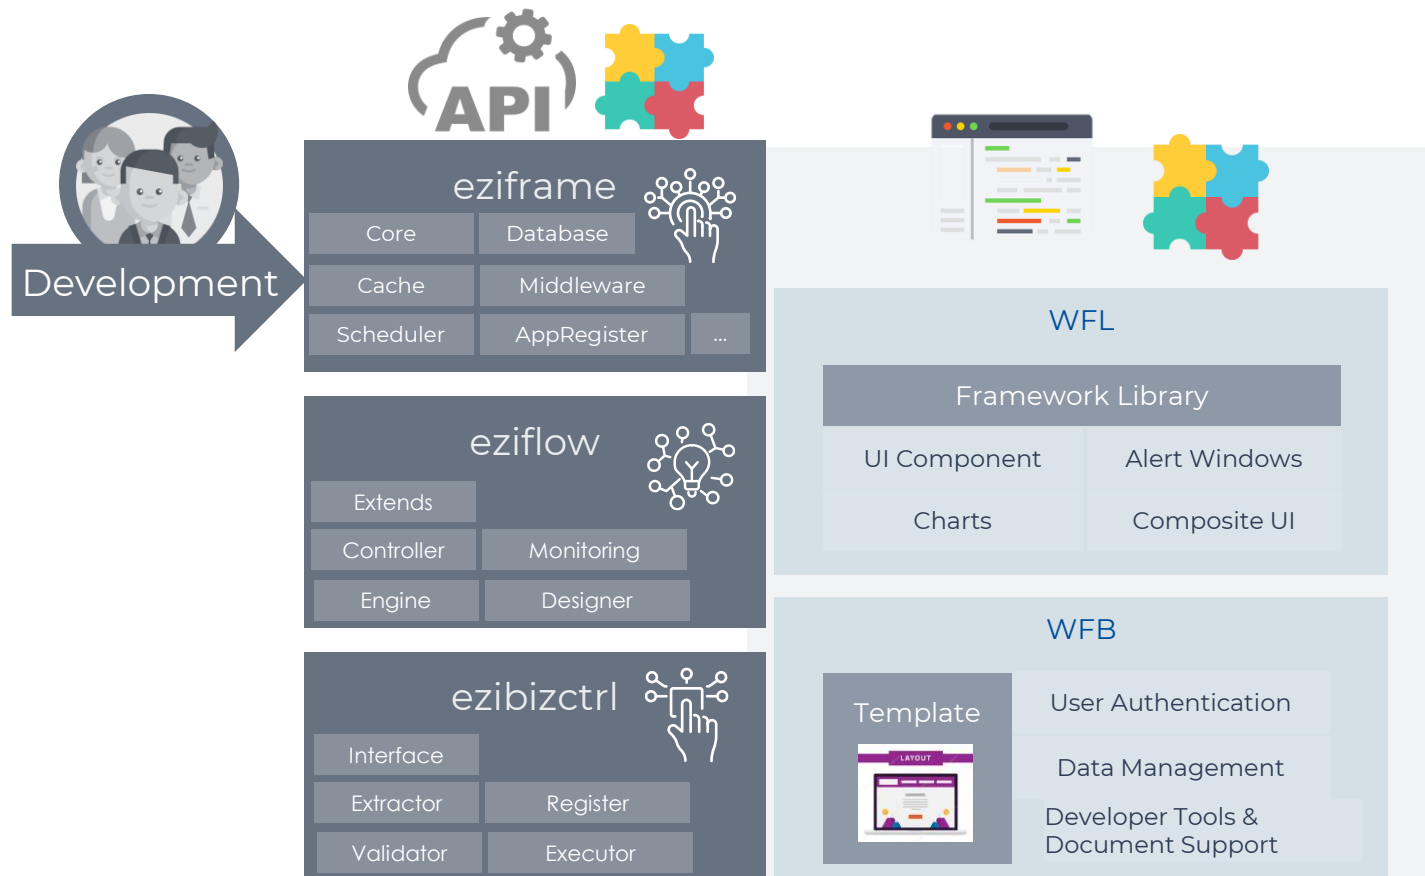 API
Development
eziframe
Core
Database
Cache
Middleware
Scheduler
AppRegister
...
eziflow
Extends
Controller
Monitoring
Engine
Designer
ezibizctrl
Interface
Extractor
Register
Validator
Executor
WFL
Framework Library
UI Component
Alert Windows
Charts
Composite UI
WFB
Template
LAYOUT
User Authentication
Data Management
Developer Tools &
Document Support